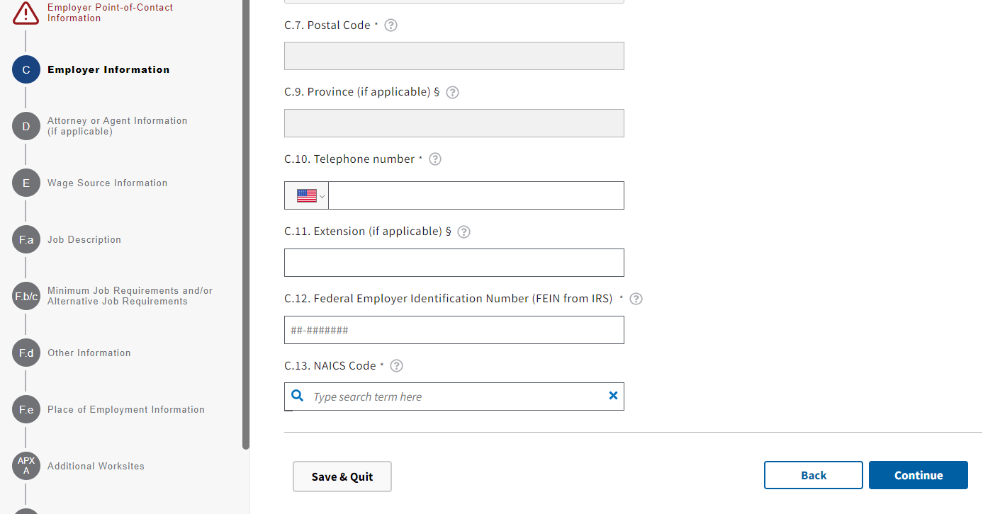 Employer Point-of-Contact
Information
C
Employer Information
D
Attorney or Agent Information
(if applicable)
E
Wage Source Information
F.a
Job Description
F.b/c
Minimum Job Requirements and/or
Alternative Job Requirements
F.d
Other Information
F.e
Place of Employment Information
APX
A
Additional Worksites
C.7. Postal Code * ?
C.9. Province (if applicable) § ?
C.10. Telephone number * ?
C.11. Extension (if applicable) § ?
C.12. Federal Employer Identification Number (FEIN from IRS) * ?
##-#######
C.13. NAICS Code * ?
Type search term here
Save & Quit
Back
Continue